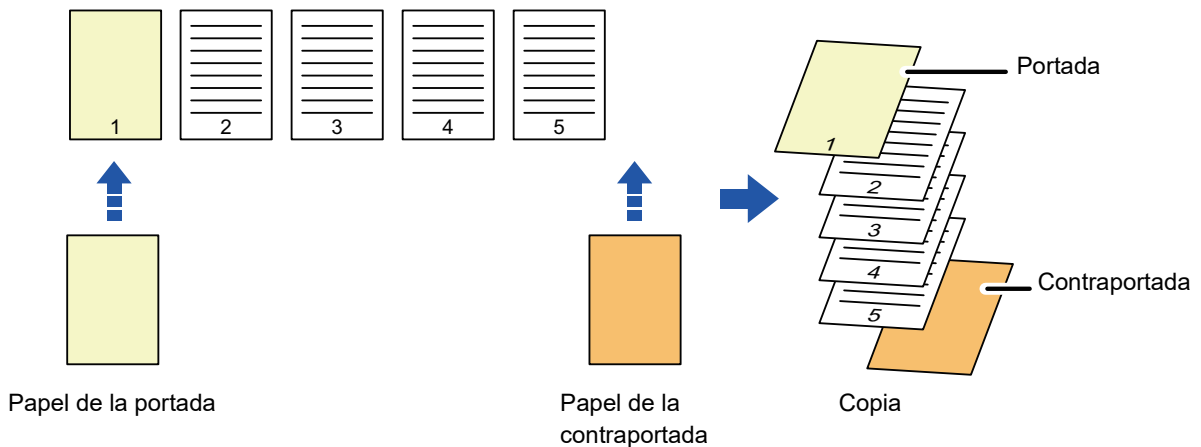 1
2
3
4
5
Papel de la portada
Papel de la
contraportada
Portada
1
2
3
4
5
Contraportada
Copia